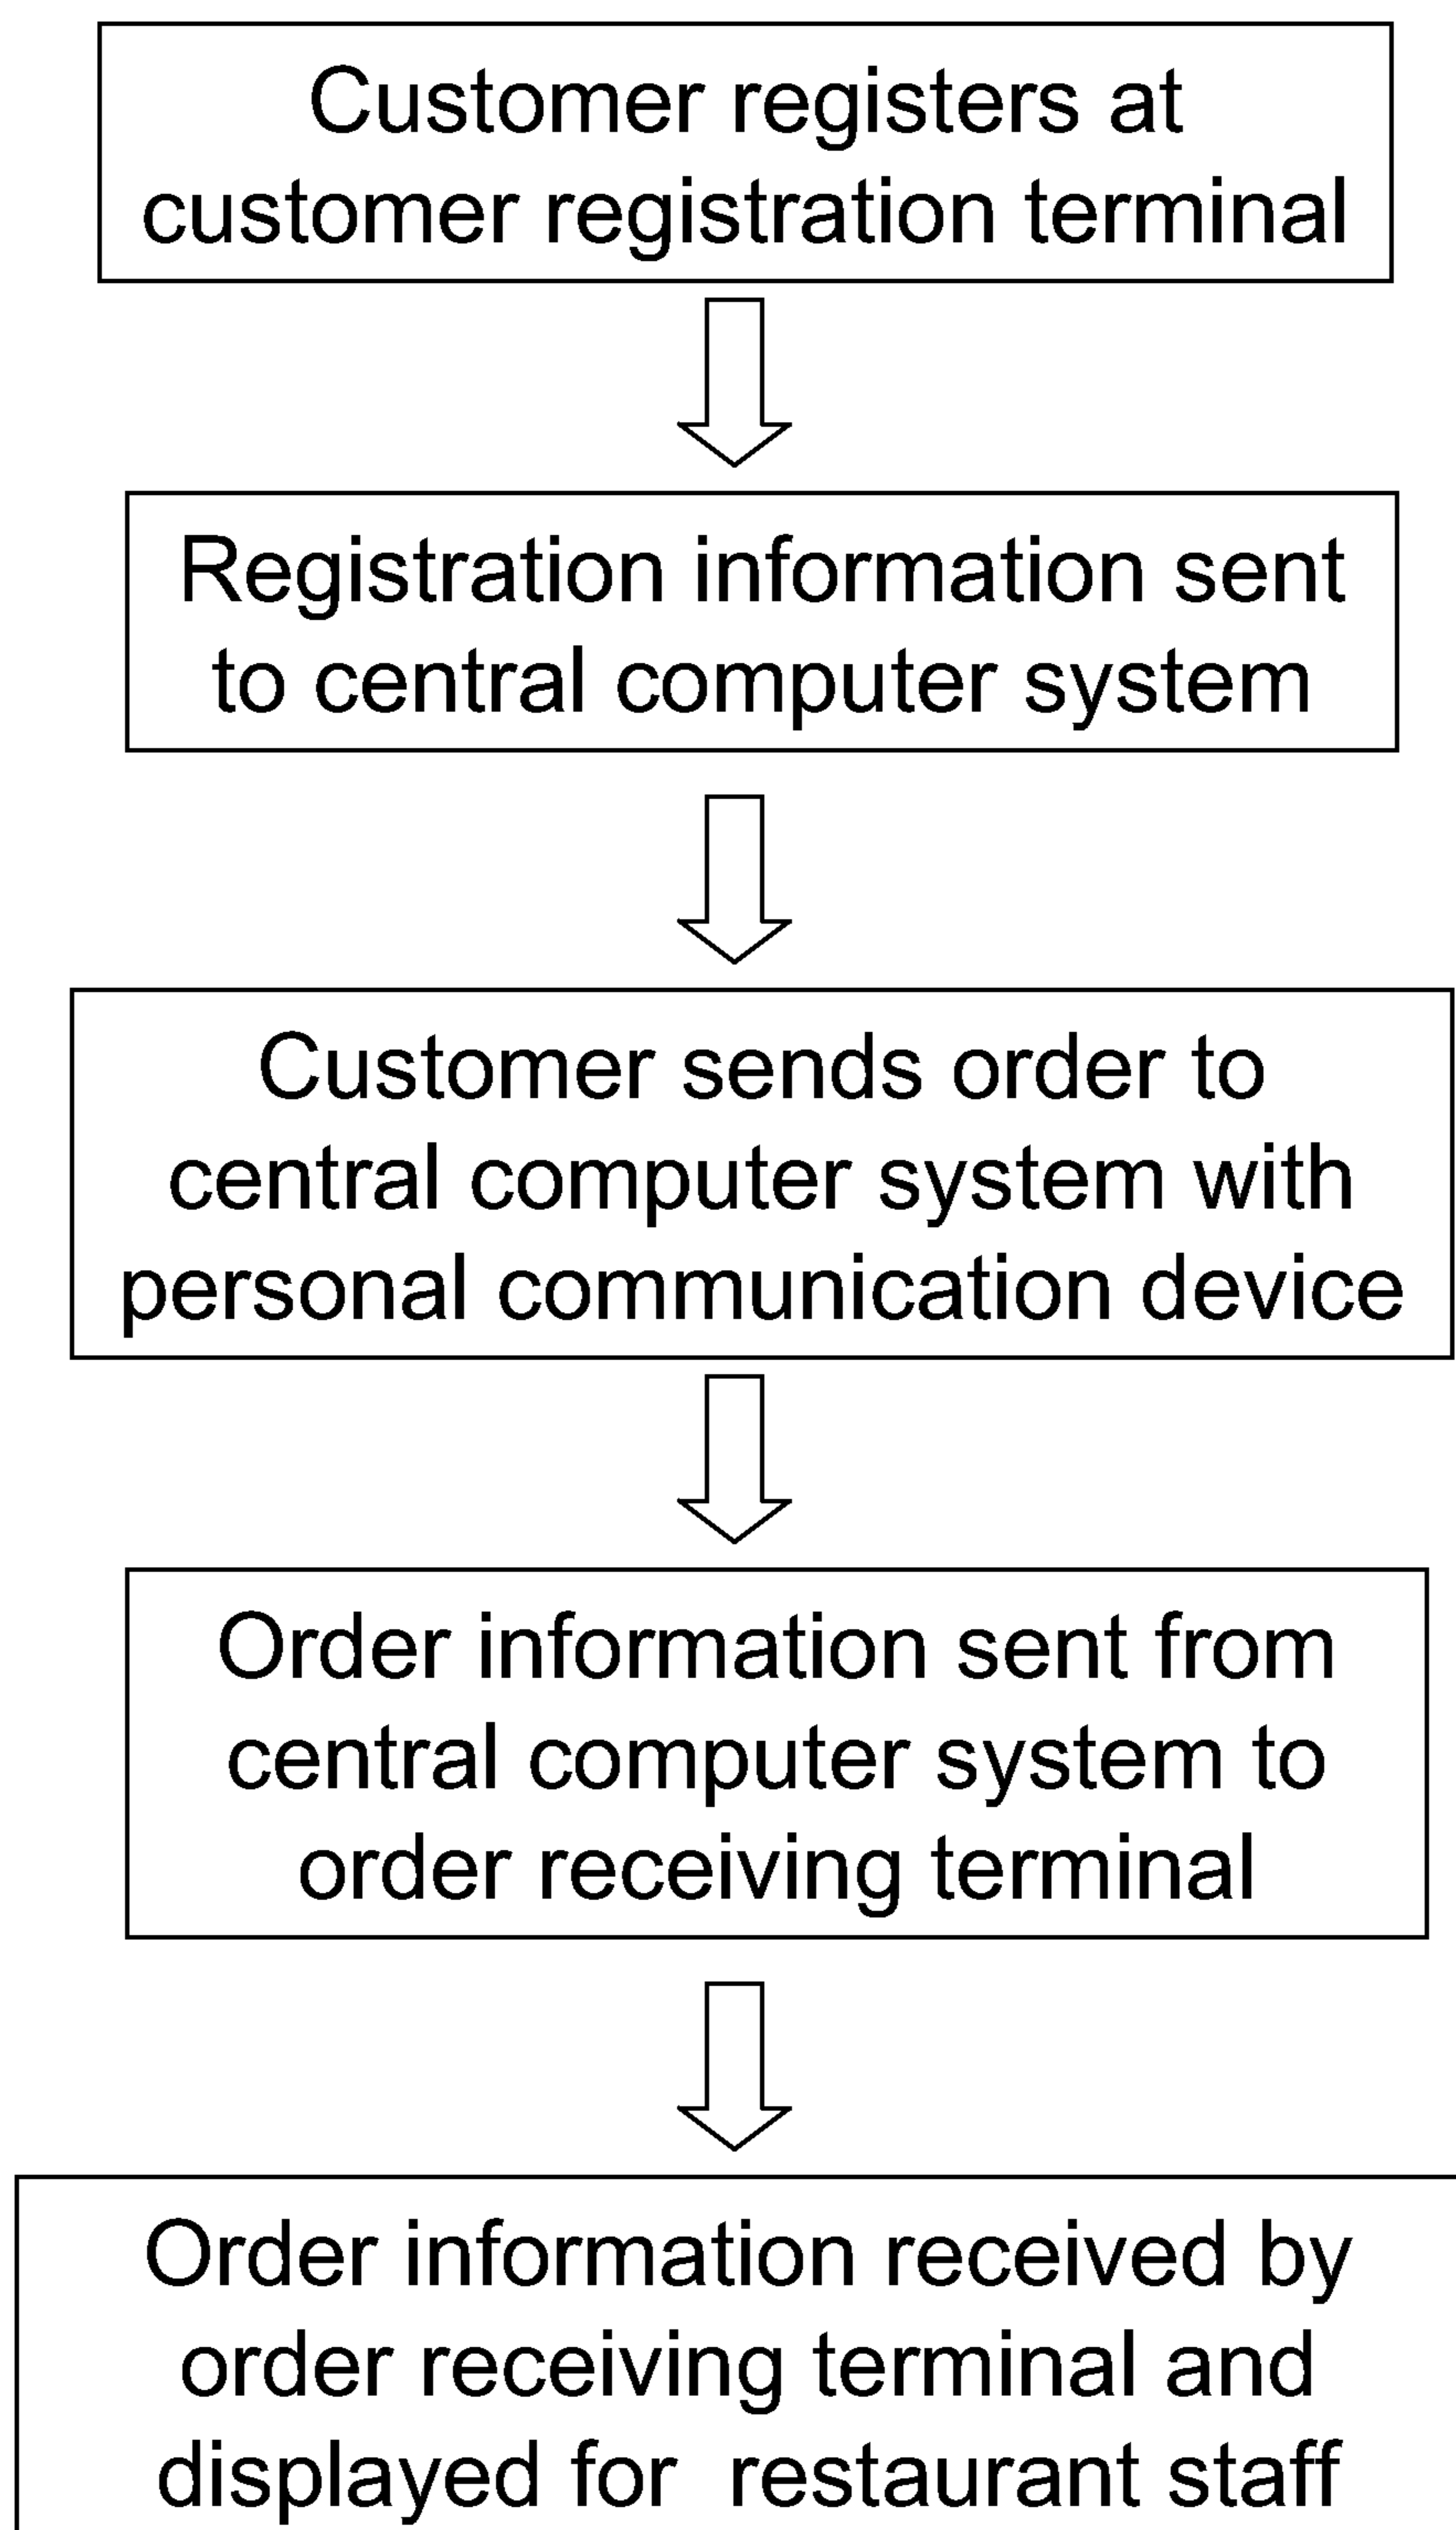 Customer registers at
customer registration terminal
Registration information sent
to central computer system
Customer sends order to
central computer system with
personal communication device
Order information sent from
central computer system to
order receiving terminal
Order information received by
order receiving terminal and
displayed for restaurant staff